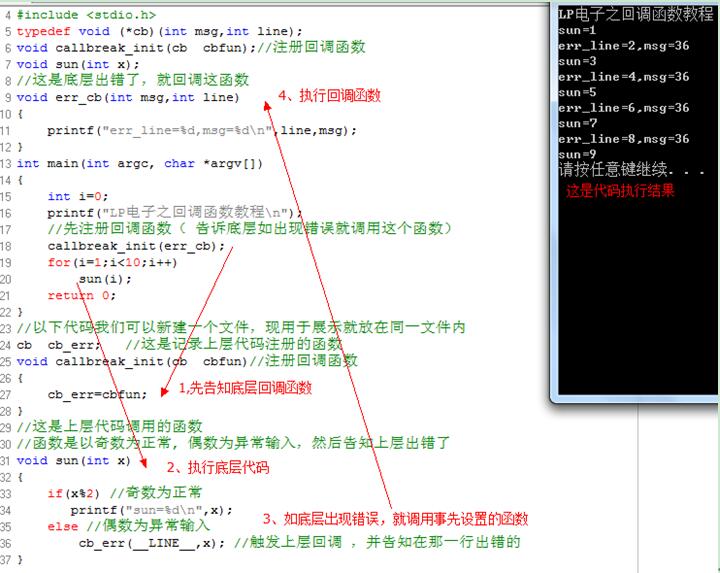 4 #include <stdio.h>
5 typedef void (*cb)(int msg,int line);
6 void callbreak_init(cb  cbfun);//注册回调函数
7 void sun(int x);
8 //这是底层出错了，就回调这函数
9 void err_cb(int msg,int line)
4、执行回调函数
10 {
11     printf("err_line=%d,msg=%d\n",line,msg);
12 }
13 int main(int argc, char *argv[])
14 {
15     int i=0;
16     printf("LP电子之回调函数教程\n");
17     //先注册回调函数（ 告诉底层如出现错误就调用这个函数）
18     callbreak_init(err_cb);
19     for(i=1;i<10;i++)
20         sun(i);
21     return 0;
22 }
23 //以下代码我们可以新建一个文件，现用于展示就放在同一文件内
24 cb  cb_err;   //这是记录上层代码注册的函数
25 void callbreak_init(cb  cbfun)//注册回调函数
26 {
27     cb_err=cbfun;
1,先告知底层回调函数
28 }
29 //这是上层代码调用的函数
30 //函数是以奇数为正常, 偶数为异常输入，然后告知上层出错了
31 void sun(int x)
2、执行底层代码
32 {
33     if(x%2) //奇数为正常
34        printf("sun=%d\n",x);
35     else //偶数为异常输入
3、如底层出现错误，就调用事先设置的函数
36         cb_err(__LINE__,x); //触发上层回调 ，并告知在那一行出错的
37 }
LP电子之回调函数教程
sun=1
err_line=2,msg=36
sun=3
err_line=4,msg=36
sun=5
err_line=6,msg=36
sun=7
err_line=8,msg=36
sun=9
请按任意键继续. . .
这是代码执行结果